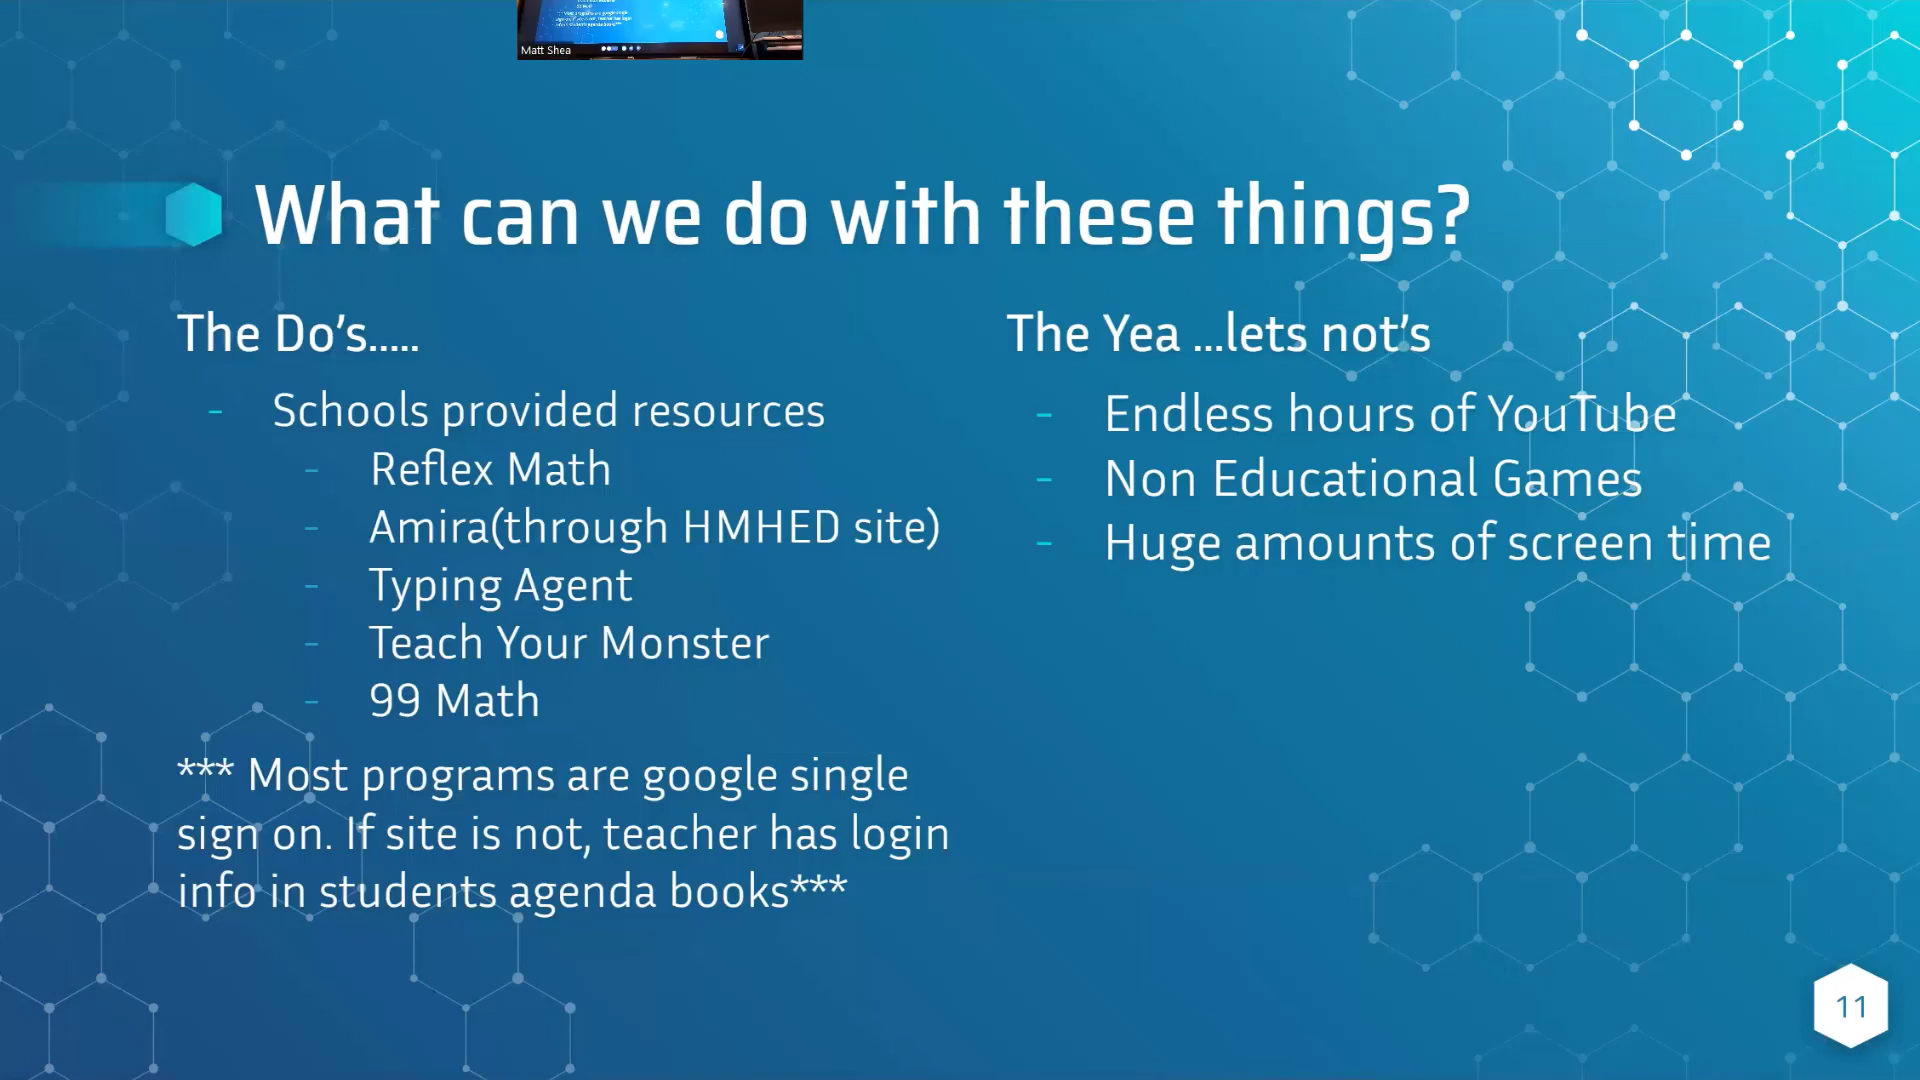 Matt Shea
What can we do with these things?
The Do’s.....
- Schools provided resources
- Reflex Math
- Amira(through HMHED site)
- Typing Agent
- Teach Your Monster
- 99 Math
*** Most programs are google single
sign on. If site is not, teacher has login
info in students agenda books***
The Yea ...lets not’s
- Endless hours of YouTube
- Non Educational Games
- Huge amounts of screen time
11